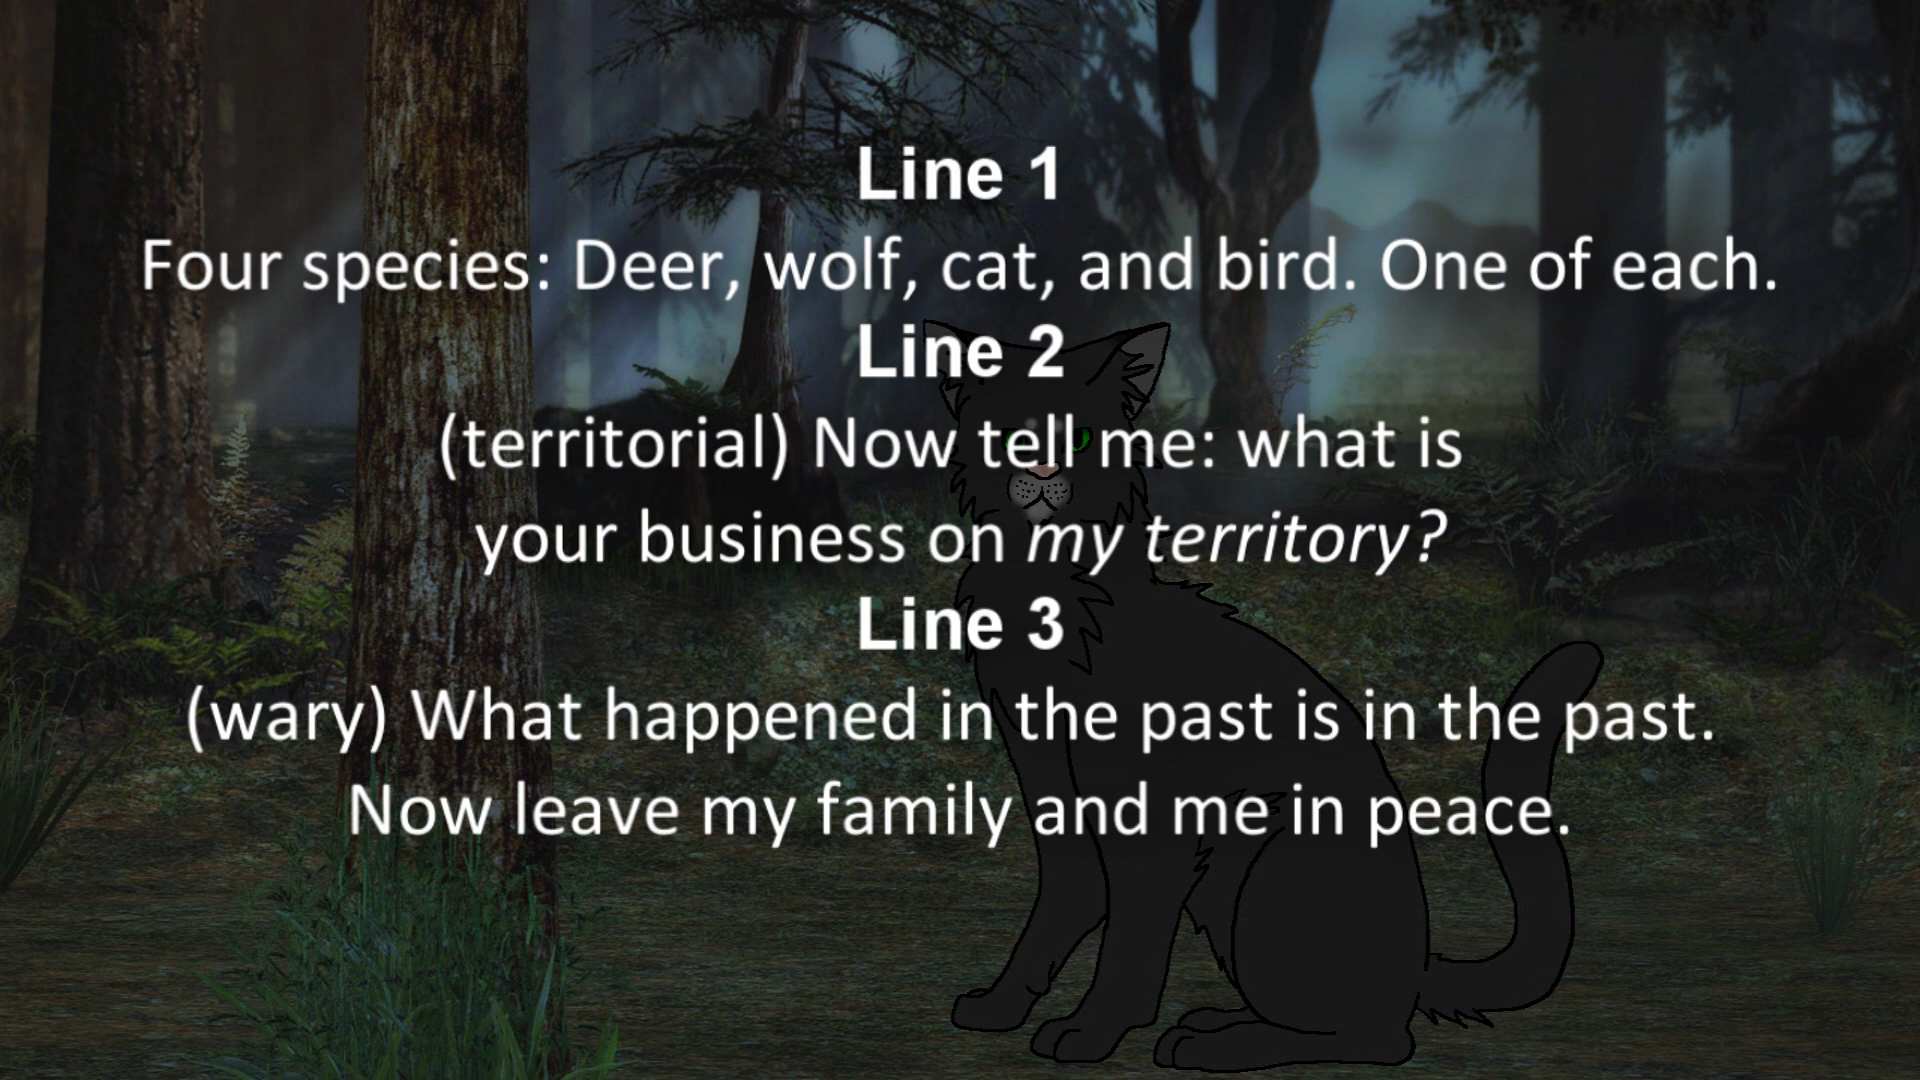 Line 1
Four species: Deer, wolf, cat, and bird. One of each.
Line 2
(territorial) Now tell me: what is
your business on my territory?
Line 3
(wary) What happened in the past is in the past.
Now leave my family and me in peace.